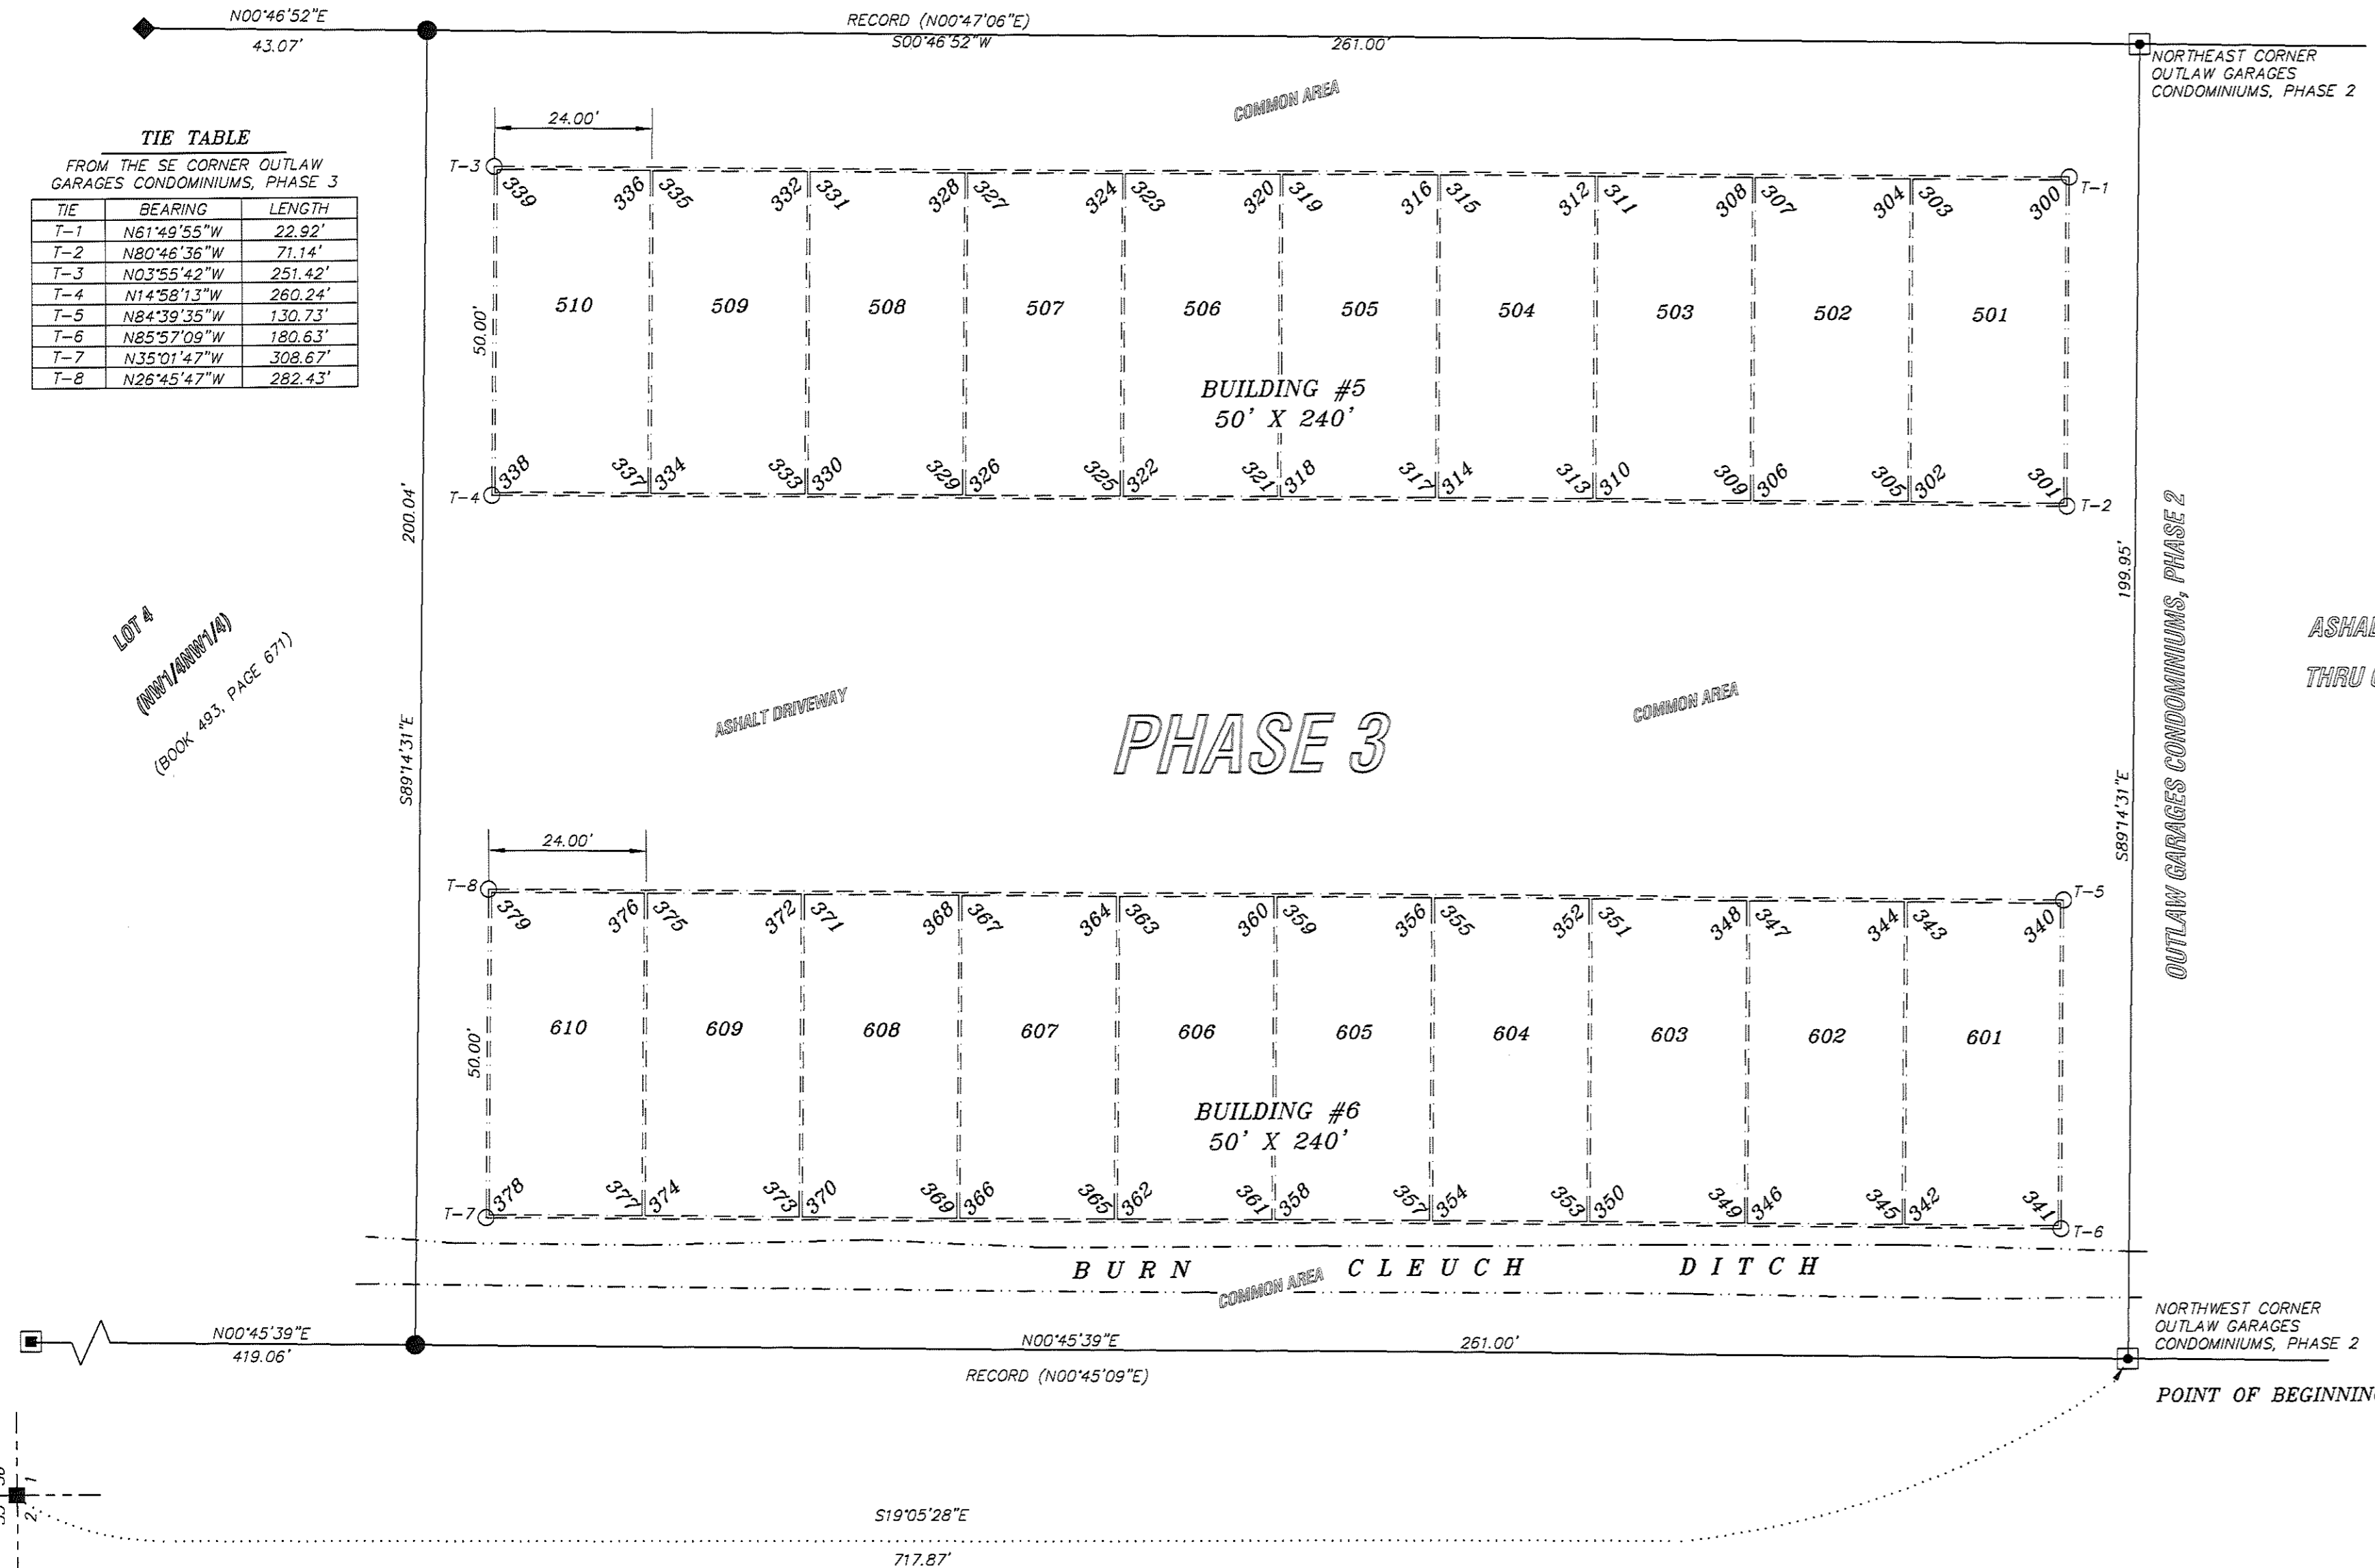 N00°46'52"E
43.07'
RECORD (N00°47'06"E)
S00°46'52"W
261.00'
NORTHEAST CORNER
OUTLAW GARAGES
CONDOMINIUMS, PHASE 2
COMMON AREA
24.00'
TIE TABLE
FROM THE SE CORNER OUTLAW
GARAGES CONDOMINIUMS, PHASE 3
TIE BEARING LENGTH
T-1 N61°49'55"W 22.92'
T-2 N80°46'36"W 71.14'
T-3 N03°55'42"W 251.42'
T-4 N14°58'13"W 260.24'
T-5 N84°39'35"W 130.73'
T-6 N85°57'09"W 180.63'
T-7 N35°01'47"W 308.67'
T-8 N26°45'47"W 282.43'
T-3
339 336 335 332 331 328 327 324 323 320 319 316 315 312 311 308 307 304 303 300
T-1
510 509 508 507 506 505 504 503 502 501
50.00'
BUILDING #5
50' X 240'
T-4
338 337 334 333 330 329 326 325 322 321 318 317 314 313 310 309 306 305 302 301
T-2
200.04'
S89°14'31"E
199.95'
S89°14'31"E
OUTLAW GARAGES CONDOMINIUMS, PHASE 2
THRU
LOT 4
(NW1/4NW1/4)
(BOOK 493, PAGE 671)
ASHALT DRIVEWAY
PHASE 3
COMMON AREA
24.00'
T-8
379 376 375 372 371 368 367 364 363 360 359 356 355 352 351 348 347 344 343 340
T-5
610 609 608 607 606 605 604 603 602 601
50.00'
BUILDING #6
50' X 240'
T-7
378 377 374 373 370 369 366 365 362 361 358 357 354 353 350 349 346 345 342 341
T-6
BURN CLEUCH DITCH
COMMON AREA
N00°45'39"E
419.06'
N00°45'39"E
261.00'
RECORD (N00°45'09"E)
NORTHWEST CORNER
OUTLAW GARAGES
CONDOMINIUMS, PHASE 2
POINT OF BEGINNING
2 1
S19°05'28"E
717.87'